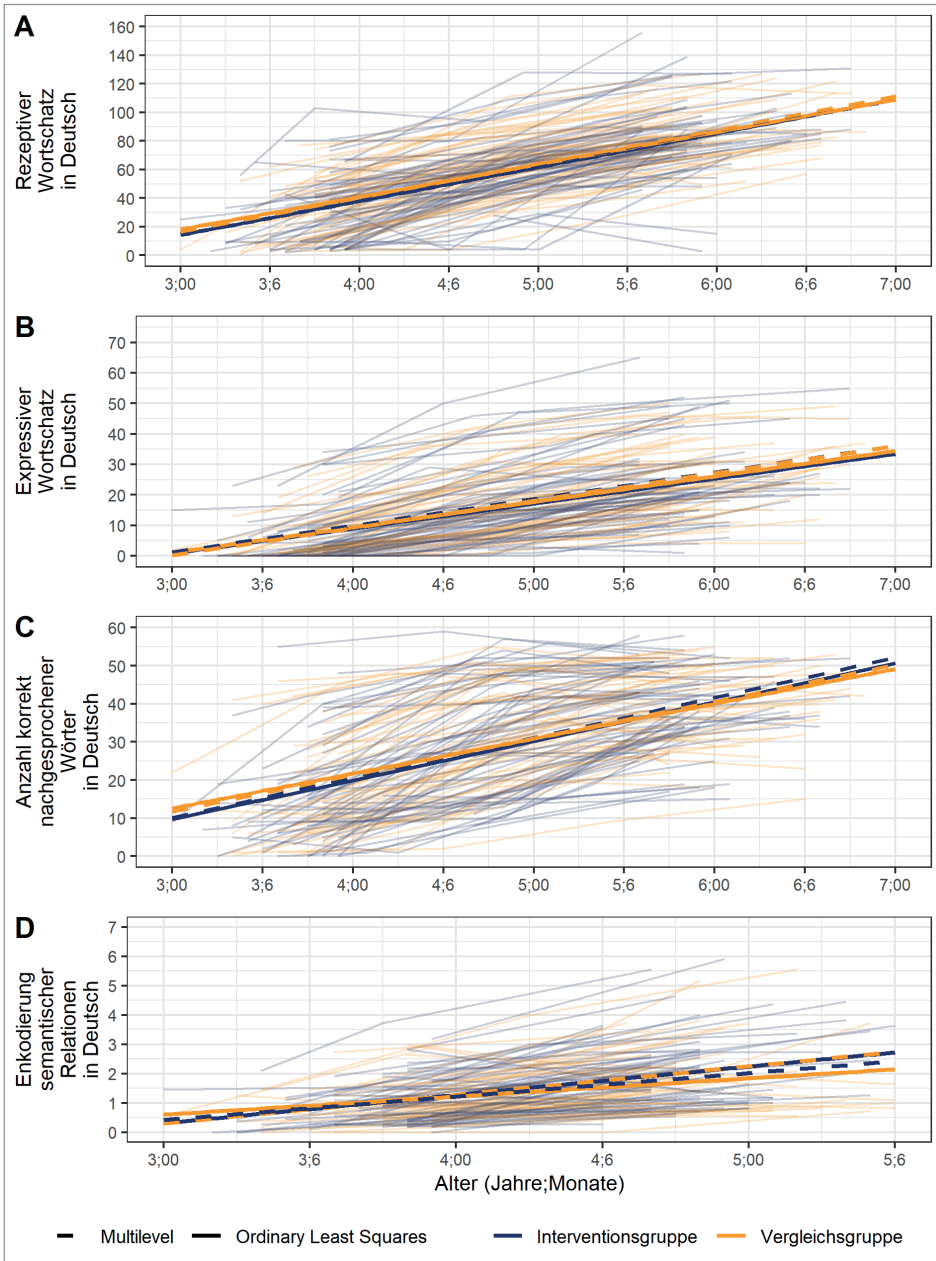 A
Rezeptiver
Wortschatz
in Deutsch
160
140
120
100
80
60
40
20
0
3;00 3;6 4;00 4;6 5;00 5;6 6;00 6;6 7;00
B
Expressiver
Wortschatz
in Deutsch
70
60
50
40
30
20
10
0
3;00 3;6 4;00 4;6 5;00 5;6 6;00 6;6 7;00
C
Anzahl korrekt
nachgesprochener
Wörter
in Deutsch
60
50
40
30
20
10
0
3;00 3;6 4;00 4;6 5;00 5;6 6;00 6;6 7;00
D
Enkodierung
semantischer
Relationen
in Deutsch
7
6
5
4
3
2
1
0
3;00 3;6 4;00 4;6 5;00 5;6
Alter (Jahre;Monate)
Multilevel Ordinary Least Squares Interventionsgruppe Vergleichsgruppe